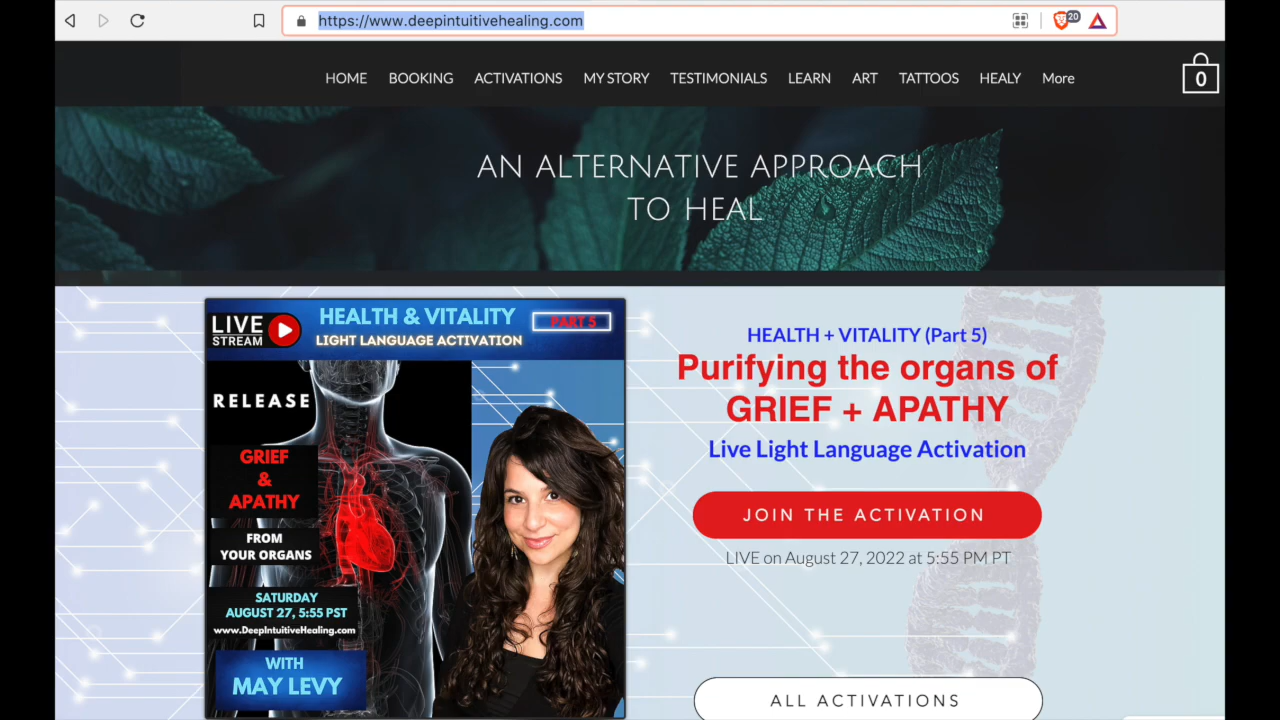 https://www.deepintuitivehealing.com
20
HOME BOOKING ACTIVATIONS MY STORY TESTIMONIALS LEARN ART TATTOOS HEALY More
0
AN ALTERNATIVE APPROACH
TO HEAL
LIVE
STREAM
HEALTH & VITALITY
LIGHT LANGUAGE ACTIVATION
PART 5
RELEASE
GRIEF
&
APATHY
FROM
YOUR ORGANS
SATURDAY
AUGUST 27, 5:55 PST
www.DeepIntuitiveHealing.com
WITH
MAY LEVY
HEALTH + VITALITY (Part 5)
Purifying the organs of
GRIEF + APATHY
Live Light Language Activation
JOIN THE ACTIVATION
LIVE on August 27, 2022 at 5:55 PM PT
ALL ACTIVATIONS